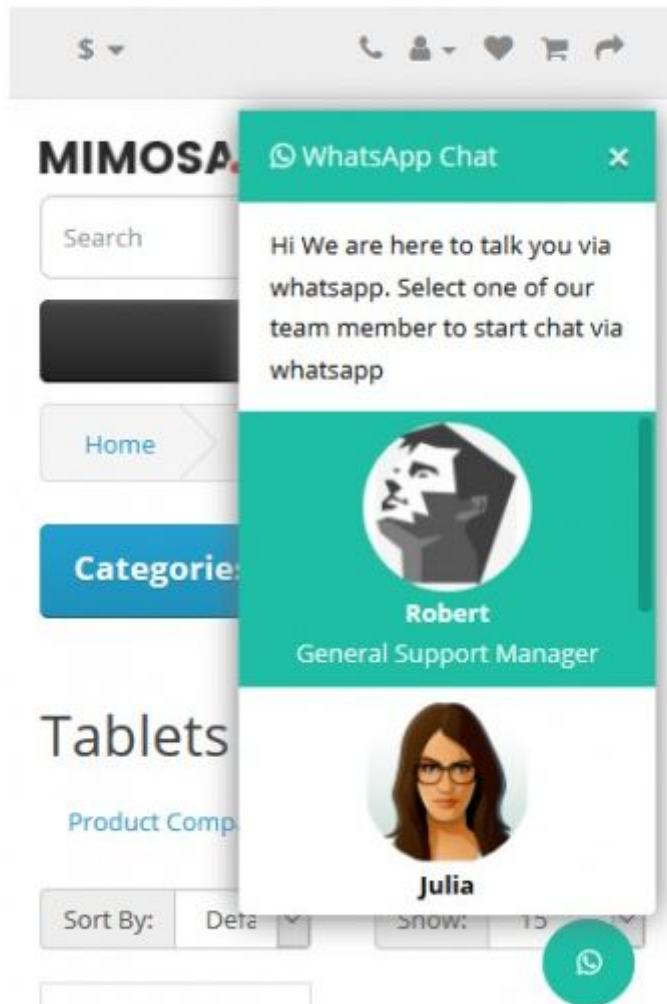 $
MIMOSA.
WhatsApp Chat
×
Search
Hi We are here to talk you via
whatsapp. Select one of our
team member to start chat via
whatsapp
Home
Categories
Robert
General Support Manager
Tablets
Product Comp
Julia
Sort By:
Defa
Show:
15